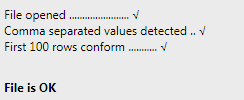 File opened ....................... √
Comma separated values detected .. √
First 100 rows conform ........... √
File is OK